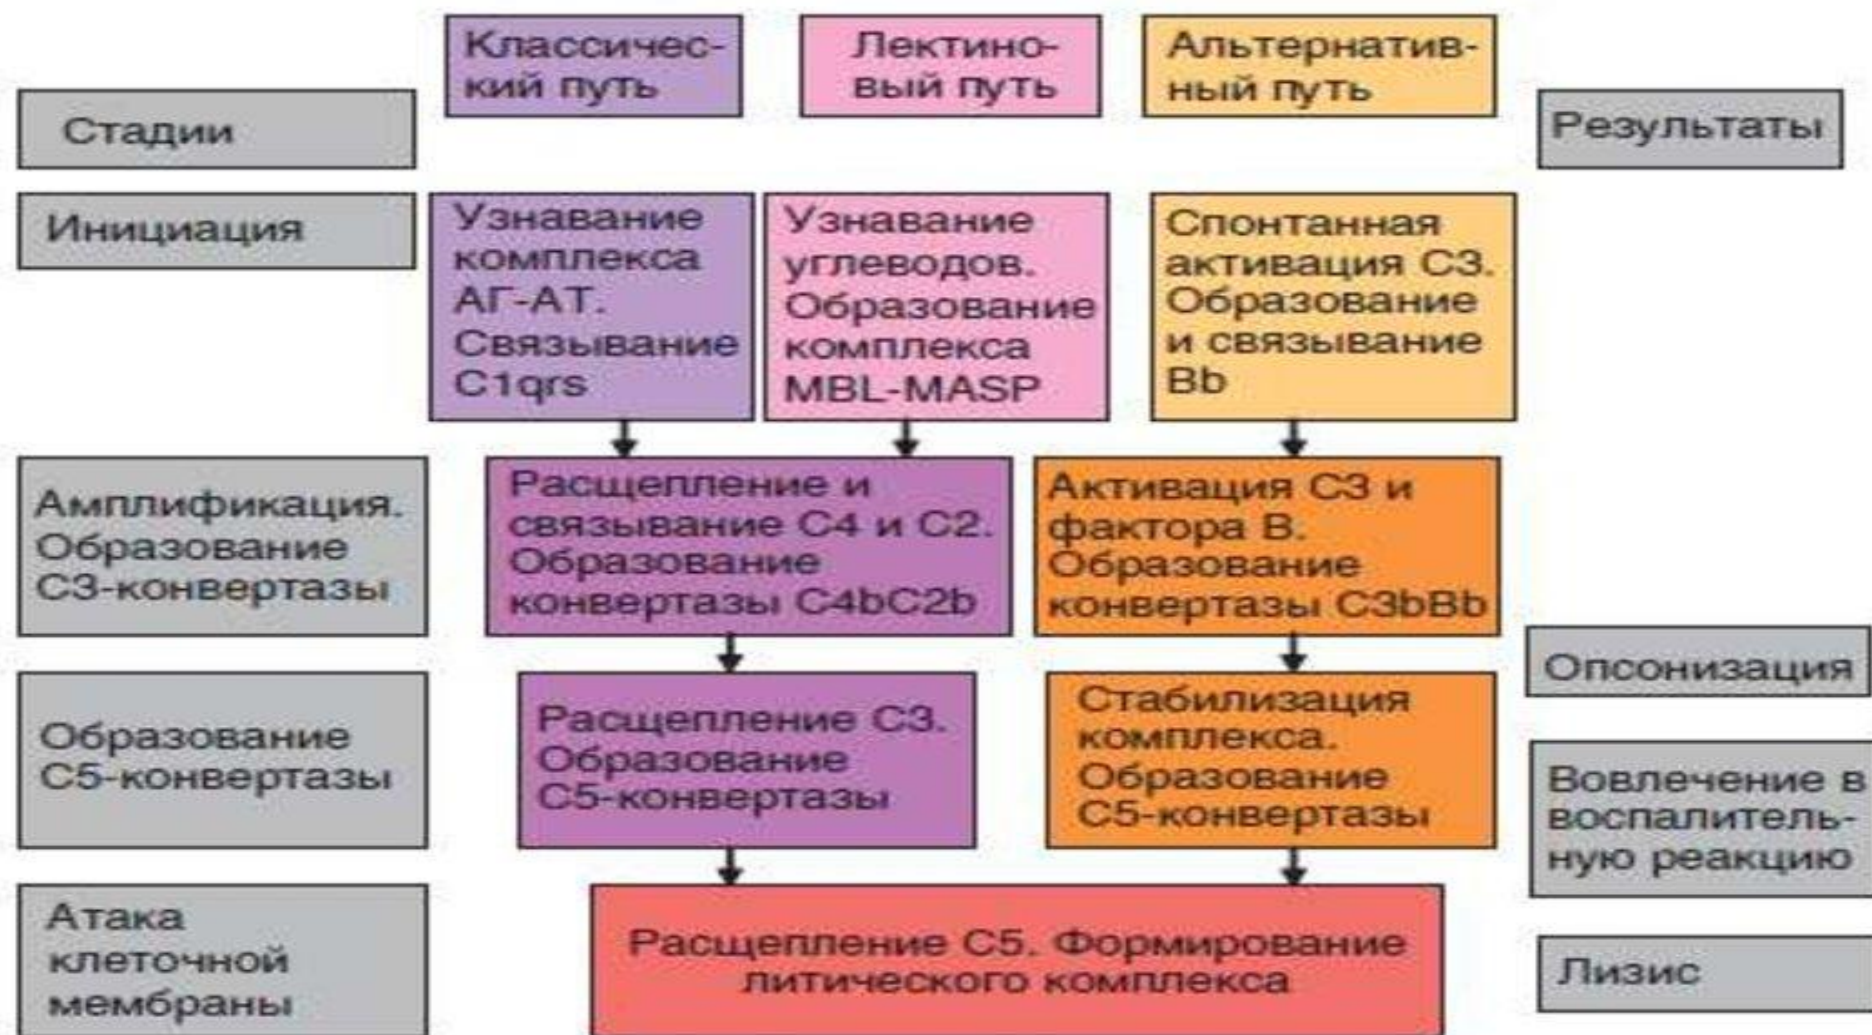 Классичес-
кий путь
Лектино-
вый путь
Альтернатив-
ный путь
Стадии
Результаты
Инициация
Узнавание
комплекса
АГ-АТ.
Связывание
C1qrs
Узнавание
углеводов.
Образование
комплекса
MBL-MASP
Спонтанная
активация С3.
Образование
и связывание
Bb
Амплификация.
Образование
С3-конвертазы
Расщепление и
связывание С4 и С2.
Образование
конвертазы C4bC2b
Активация С3 и
фактора В.
Образование
конвертазы C3bBb
Образование
С5-конвертазы
Расщепление С3.
Образование
С5-конвертазы
Стабилизация
комплекса.
Образование
С5-конвертазы
Опсонизация
Вовлечение в
воспалитель-
ную реакцию
Атака
клеточной
мембраны
Расщепление С5. Формирование
литического комплекса
Лизис